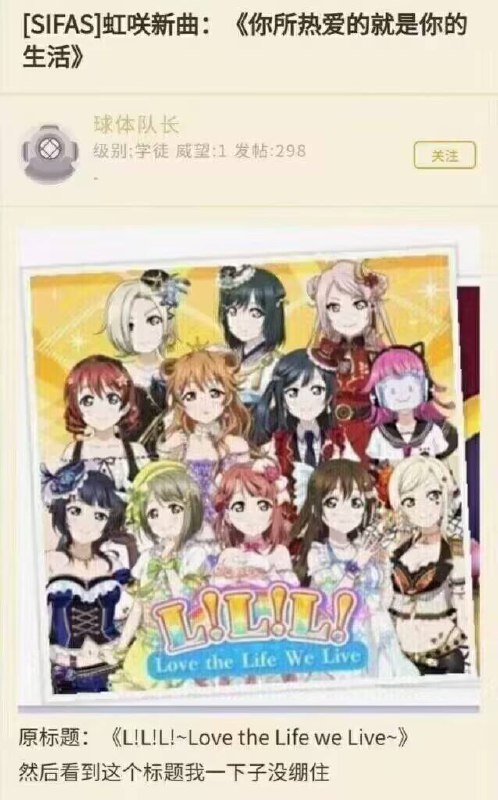 [SIFAS]虹咲新曲：《你所热爱的就是你的
生活》
球体队长
级别:学徒 威望:1 发帖:298
关注
L!L!L!
Love the Life We Live
原标题：《L!L!L!~Love the Life we Live~》
然后看到这个标题我一下子没绷住